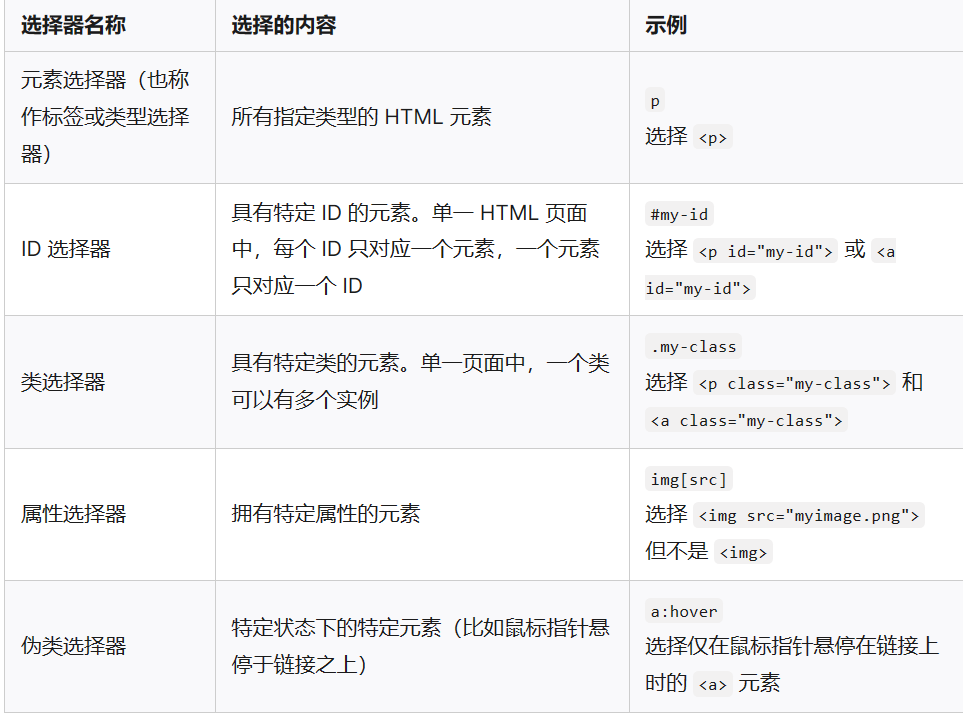 选择器名称
选择的内容
示例
元素选择器（也称
作标签或类型选择
器）
所有指定类型的 HTML 元素
p
选择 <p>
ID 选择器
具有特定 ID 的元素。单一 HTML 页面
中，每个 ID 只对应一个元素，一个元素
只对应一个 ID
#my-id
选择 <p id="my-id"> 或 <a
id="my-id">
类选择器
具有特定类的元素。单一页面中，一个类
可以有多个实例
.my-class
选择 <p class="my-class"> 和
<a class="my-class">
属性选择器
拥有特定属性的元素
img[src]
选择 <img src="myimage.png">
但不是 <img>
伪类选择器
特定状态下的特定元素（比如鼠标指针悬
停于链接之上）
a:hover
选择仅在鼠标指针悬停在链接上
时的 <a> 元素